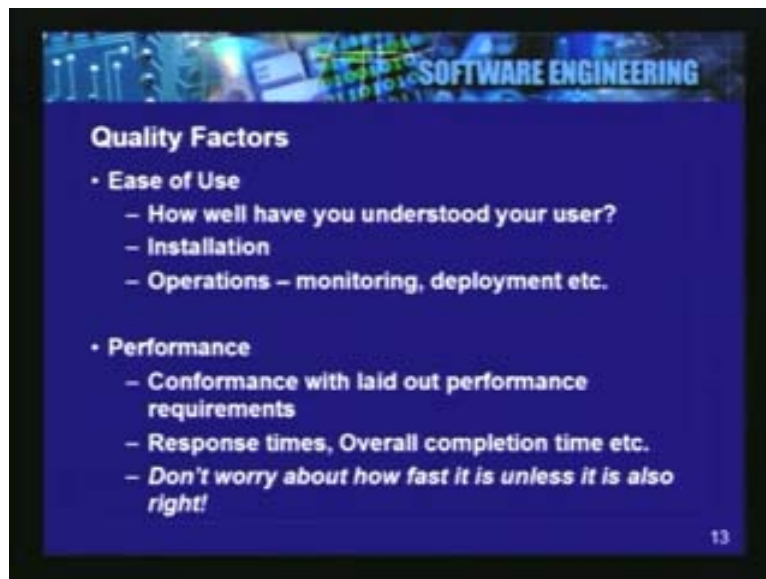 SOFTWARE ENGINEERING
Quality Factors
• Ease of Use
– How well have you understood your user?
– Installation
– Operations – monitoring, deployment etc.
• Performance
– Conformance with laid out performance
requirements
– Response times, Overall completion time etc.
– Don't worry about how fast it is unless it is also
right!
13